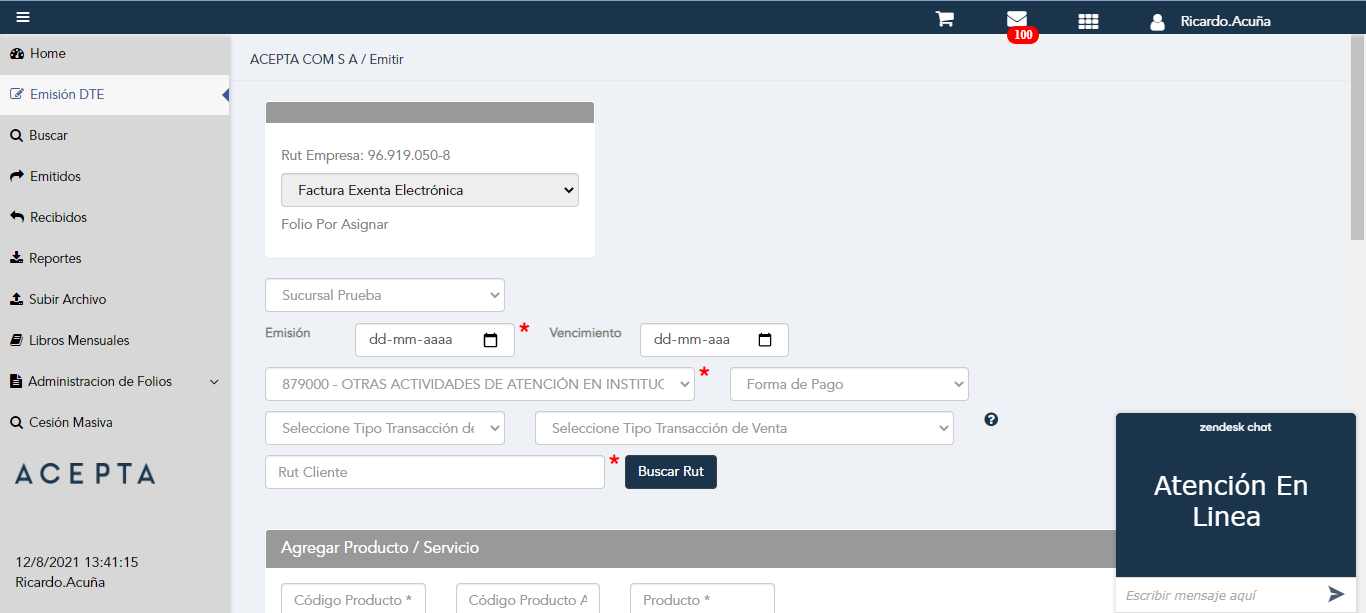 100
Ricardo.Acuña
Home
Emisión DTE
Buscar
Emitidos
Recibidos
Reportes
Subir Archivo
Libros Mensuales
Administracion de Folios
Cesión Masiva
ACEPTA
12/8/2021 13:41:15
Ricardo.Acuña
ACEPTA COM S A / Emitir
Rut Empresa: 96.919.050-8
Factura Exenta Electrónica
Folio Por Asignar
Sucursal Prueba
Emisión dd-mm-aaaa * Vencimiento dd-mm-aaa
879000 - OTRAS ACTIVIDADES DE ATENCIÓN EN INSTITUC * Forma de Pago
Seleccione Tipo Transacción de Seleccione Tipo Transacción de Venta ?
Rut Cliente * Buscar Rut
Agregar Producto / Servicio
Código Producto * Código Producto A Producto *
zendesk chat
Atención En
Linea
Escribir mensaje aquí